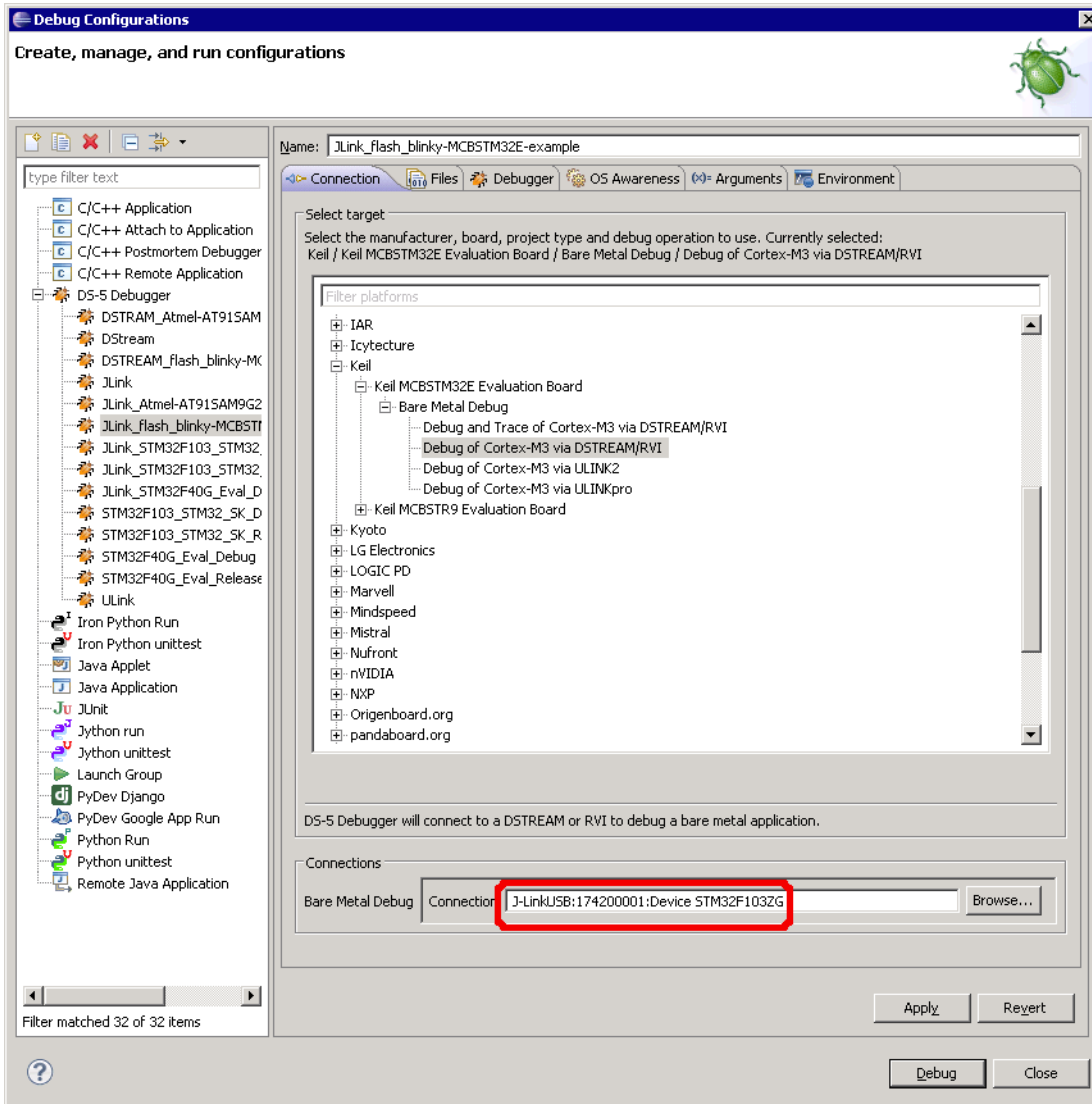 Debug Configurations
Create, manage, and run configurations
Name: JLink_flash_blinky-MCBSTM32E-example
type filter text
C/C++ Application
C/C++ Attach to Application
C/C++ Postmortem Debugger
C/C++ Remote Application
DS-5 Debugger
DSTRAM_Atmel-AT91SAM
DStream
DSTREAM_flash_blinky-MC
JLink
JLink_Atmel-AT91SAM9G2
JLink_flash_blinky-MCBSTM
JLink_STM32F103_STM32_
JLink_STM32F103_STM32_
JLink_STM32F40G_Eval_D
STM32F103_STM32_SK_D
STM32F103_STM32_SK_R
STM32F40G_Eval_Debug
STM32F40G_Eval_Release
ULink
Iron Python Run
Iron Python unittest
Java Applet
Java Application
JUnit
Jython run
Jython unittest
Launch Group
PyDev Django
PyDev Google App Run
Python Run
Python unittest
Remote Java Application
Filter matched 32 of 32 items
Connection Files Debugger OS Awareness (x)= Arguments Environment
Select target
Select the manufacturer, board, project type and debug operation to use. Currently selected:
Keil / Keil MCBSTM32E Evaluation Board / Bare Metal Debug / Debug of Cortex-M3 via DSTREAM/RVI
Filter platforms
IAR
Icytecture
Keil
Keil MCBSTM32E Evaluation Board
Bare Metal Debug
Debug and Trace of Cortex-M3 via DSTREAM/RVI
Debug of Cortex-M3 via DSTREAM/RVI
Debug of Cortex-M3 via ULINK2
Debug of Cortex-M3 via ULINKpro
Keil MCBSTR9 Evaluation Board
Kyoto
LG Electronics
LOGIC PD
Marvell
Mindspeed
Mistral
Nufront
nVIDIA
NXP
Origenboard.org
pandaboard.org
DS-5 Debugger will connect to a DSTREAM or RVI to debug a bare metal application.
Connections
Bare Metal Debug Connection J-LinkUSB:174200001:Device STM32F103ZG Browse...
Apply Revert
Debug Close